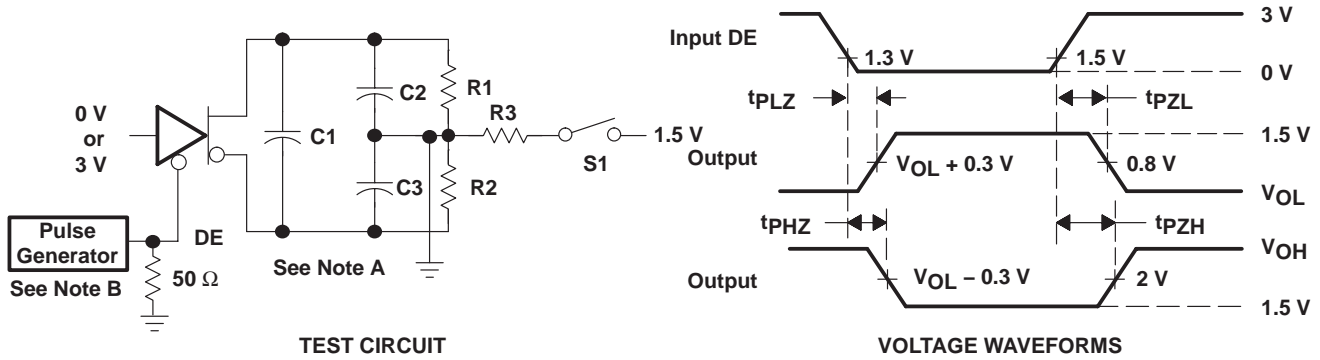 0 V
or
3 V
Pulse
Generator
See Note B
50 Ω
DE
C1
C2
C3
R1
R2
R3
S1
1.5 V
See Note A
TEST CIRCUIT
Input DE
3 V
1.3 V
1.5 V
0 V
tPLZ
tPZL
1.5 V
Output
VOL + 0.3 V
0.8 V
VOL
tPHZ
tPZH
VOH
Output
VOL – 0.3 V
2 V
1.5 V
VOLTAGE WAVEFORMS